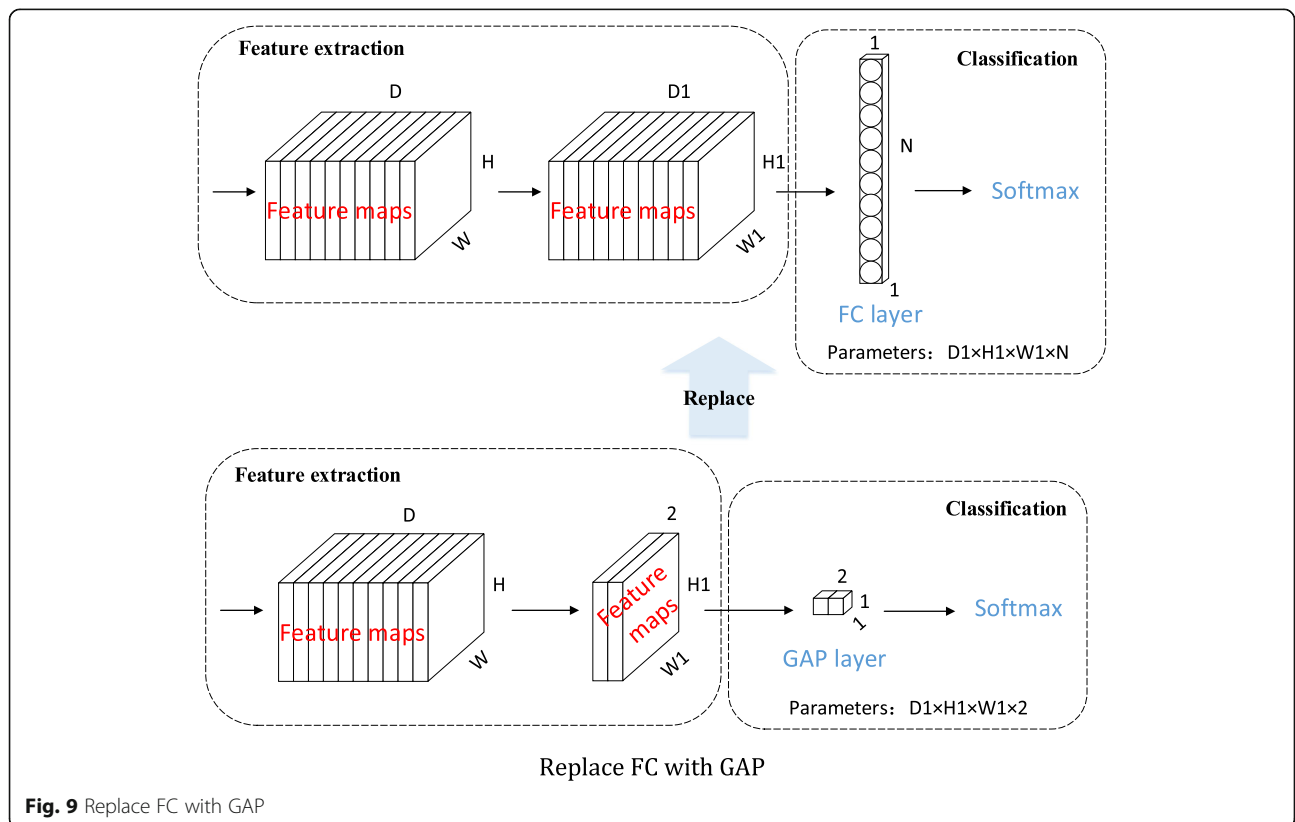 Feature extraction
D
H
W
Feature maps
D1
H1
W1
Feature maps
Classification
1
N
1
FC layer
Softmax
Parameters： D1×H1×W1×N
Replace
Feature extraction
D
H
W
Feature maps
2
H1
W1
Feature
maps
Classification
2
1
1
GAP layer
Softmax
Parameters： D1×H1×W1×2
Replace FC with GAP
Fig. 9 Replace FC with GAP